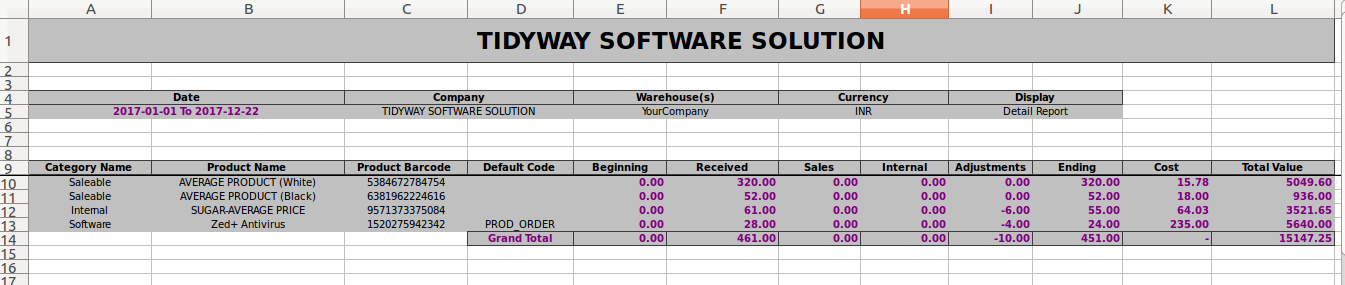 A B C D E F G H I J K L
1 TIDYWAY SOFTWARE SOLUTION
2
3
4 Date Company Warehouse(s) Currency Display
5 2017-01-01 To 2017-12-22 TIDYWAY SOFTWARE SOLUTION YourCompany INR Detail Report
6
7
8
9 Category Name Product Name Product Barcode Default Code Beginning Received Sales Internal Adjustments Ending Cost Total Value
10 Saleable AVERAGE PRODUCT (White) 5384672784754 0.00 320.00 0.00 0.00 0.00 320.00 15.78 5049.60
11 Saleable AVERAGE PRODUCT (Black) 6381962224616 0.00 52.00 0.00 0.00 0.00 52.00 18.00 936.00
12 Internal SUGAR-AVERAGE PRICE 9571373375084 0.00 61.00 0.00 0.00 -6.00 55.00 64.03 3521.65
13 Software Zed+ Antivirus 1520275942342 PROD_ORDER 0.00 28.00 0.00 0.00 -4.00 24.00 235.00 5640.00
14 Grand Total 0.00 461.00 0.00 0.00 -10.00 451.00 - 15147.25
15
16
17